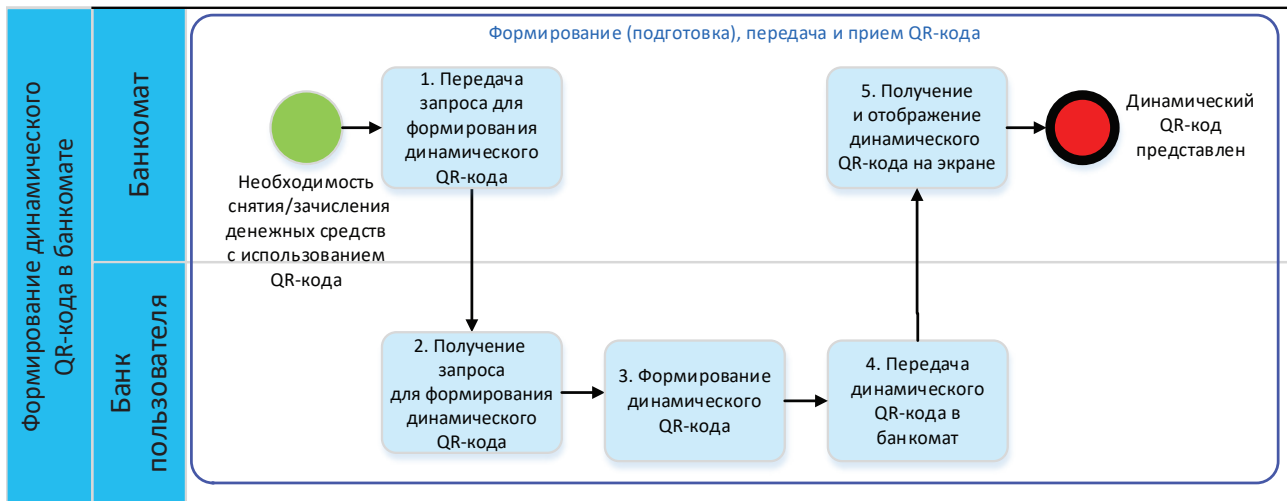 Формирование динамического
QR-кода в банкомате
Банкомат
Банк
пользователя
Формирование (подготовка), передача и прием QR-кода
Необходимость
снятия/зачисления
денежных средств
с использованием
QR-кода
1. Передача
запроса для
формирования
динамического
QR-кода
2. Получение
запроса
для формирования
динамического
QR-кода
3. Формирование
динамического
QR-кода
4. Передача
динамического
QR-кода в
банкомат
5. Получение
и отображение
динамического
QR-кода на экране
Динамический
QR-код
представлен